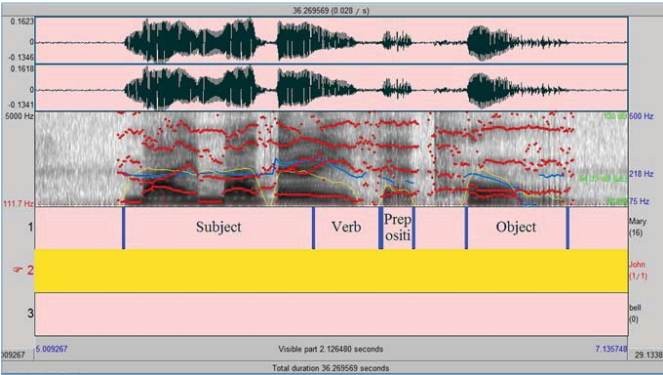 36.269569 (0.028 / s)
0.1623
0
-0.1346
0.1618
0
-0.1341
5000 Hz
500 Hz
218 Hz
111.7 Hz
75 Hz
1
Subject
Verb
Prep
ositi
Object
Mary
(16)
2
John
(1/1)
3
bell
(0)
5.009267
Visible part 2.126480 seconds
7.135748
009267
29.1338
Total duration 36.269569 seconds